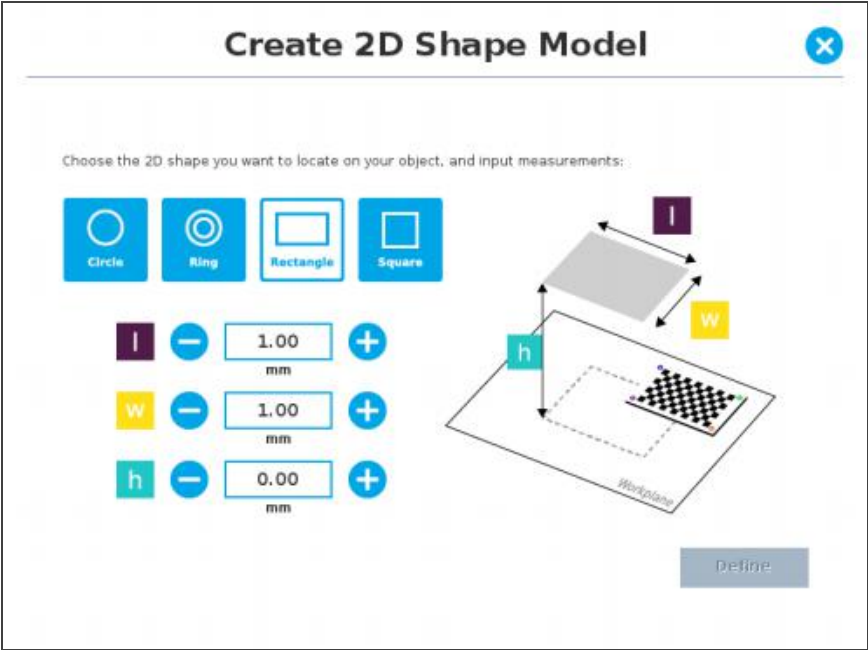 Create 2D Shape Model
Choose the 2D shape you want to locate on your object, and input measurements:
Circle
Ring
Rectangle
Square
l
1.00
mm
w
1.00
mm
h
0.00
mm
l
w
h
Workplane
Define